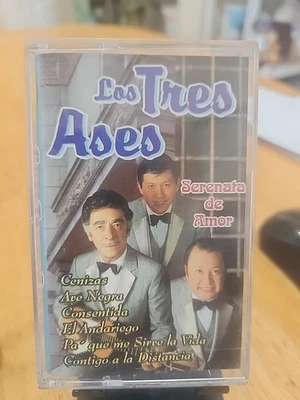 Los Tres
Ases
Serenata
de
Amor
Cenizas
Ave Negra
Consentida
El Andariego
Pa' que me Sirve la Vida
Contigo a la Distancia